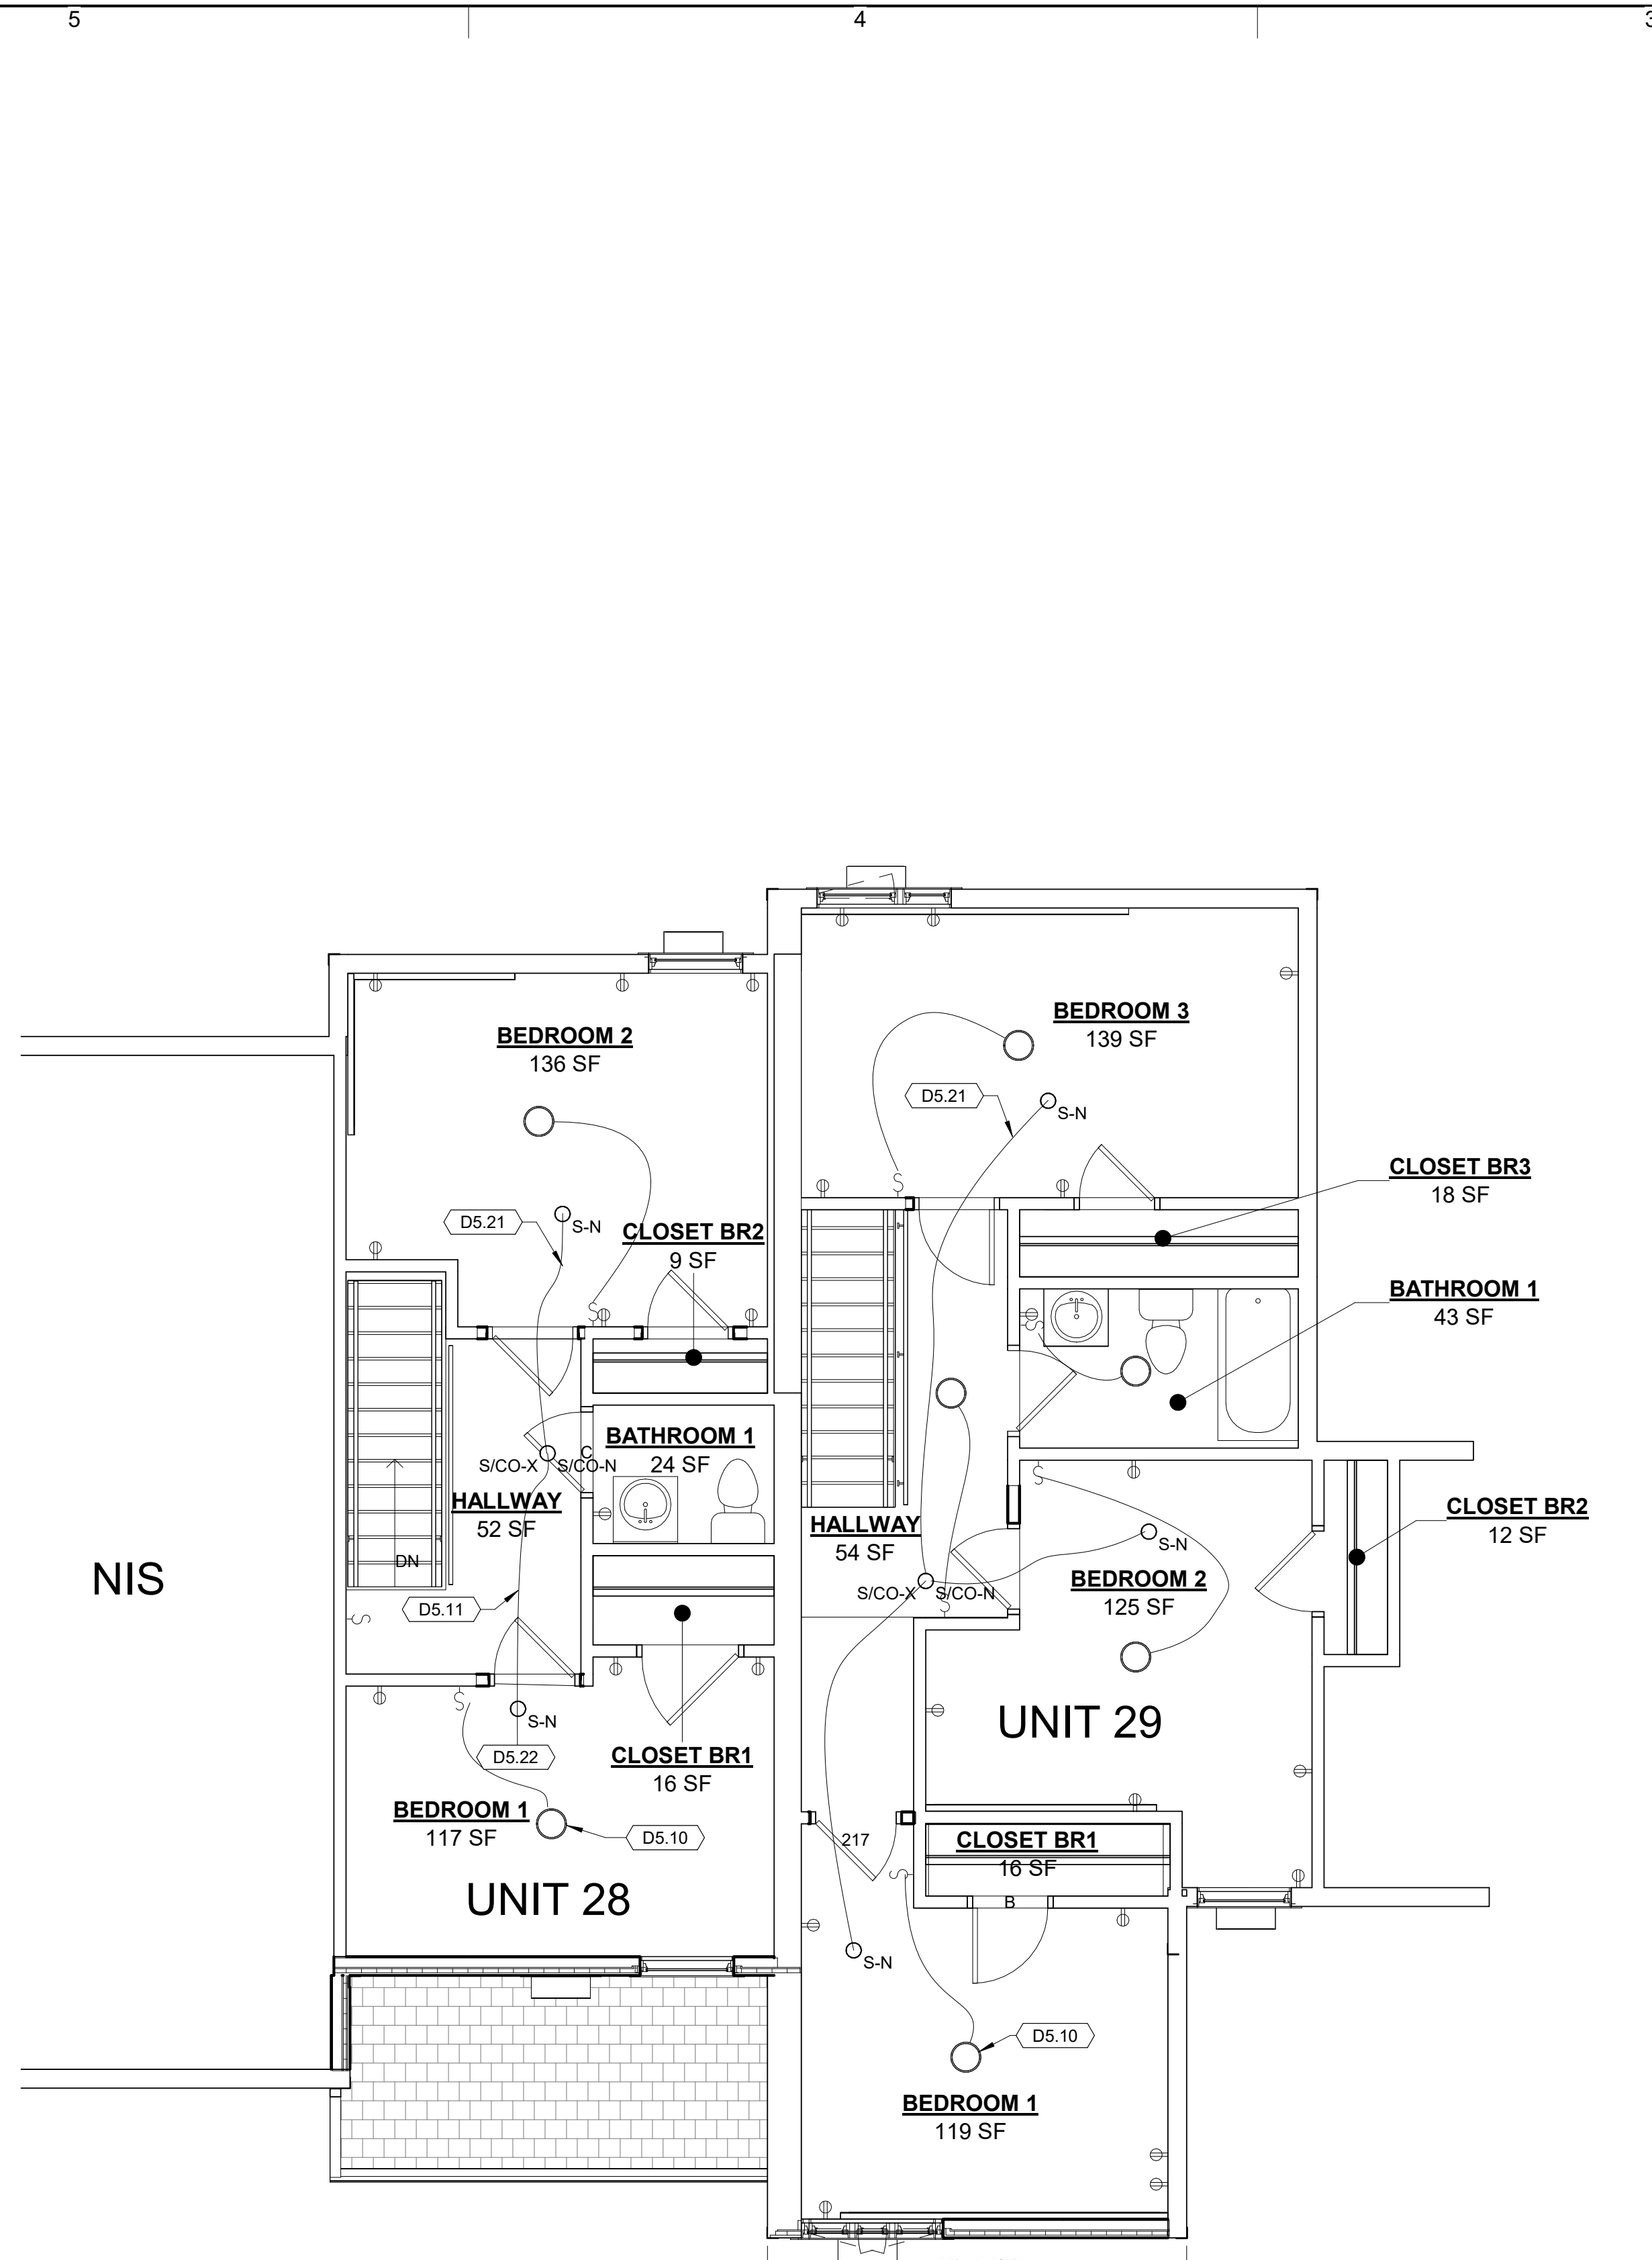 5
4
3
BEDROOM 2
136 SF
D5.21
S-N
CLOSET BR2
9 SF
BATHROOM 1
24 SF
C
S/CO-X
S/CO-N
HALLWAY
52 SF
DN
D5.11
NIS
S-N
D5.22
CLOSET BR1
16 SF
BEDROOM 1
117 SF
D5.10
UNIT 28
BEDROOM 3
139 SF
D5.21
S-N
CLOSET BR3
18 SF
BATHROOM 1
43 SF
CLOSET BR2
12 SF
HALLWAY
54 SF
S/CO-X
S/CO-N
S-N
BEDROOM 2
125 SF
UNIT 29
217
CLOSET BR1
16 SF
B
S-N
D5.10
BEDROOM 1
119 SF